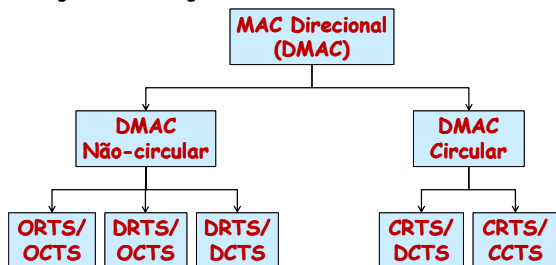 MAC Direcional
(DMAC)
DMAC
Não-circular
DMAC
Circular
ORTS/
OCTS
DRTS/
OCTS
DRTS/
DCTS
CRTS/
DCTS
CRTS/
CCTS